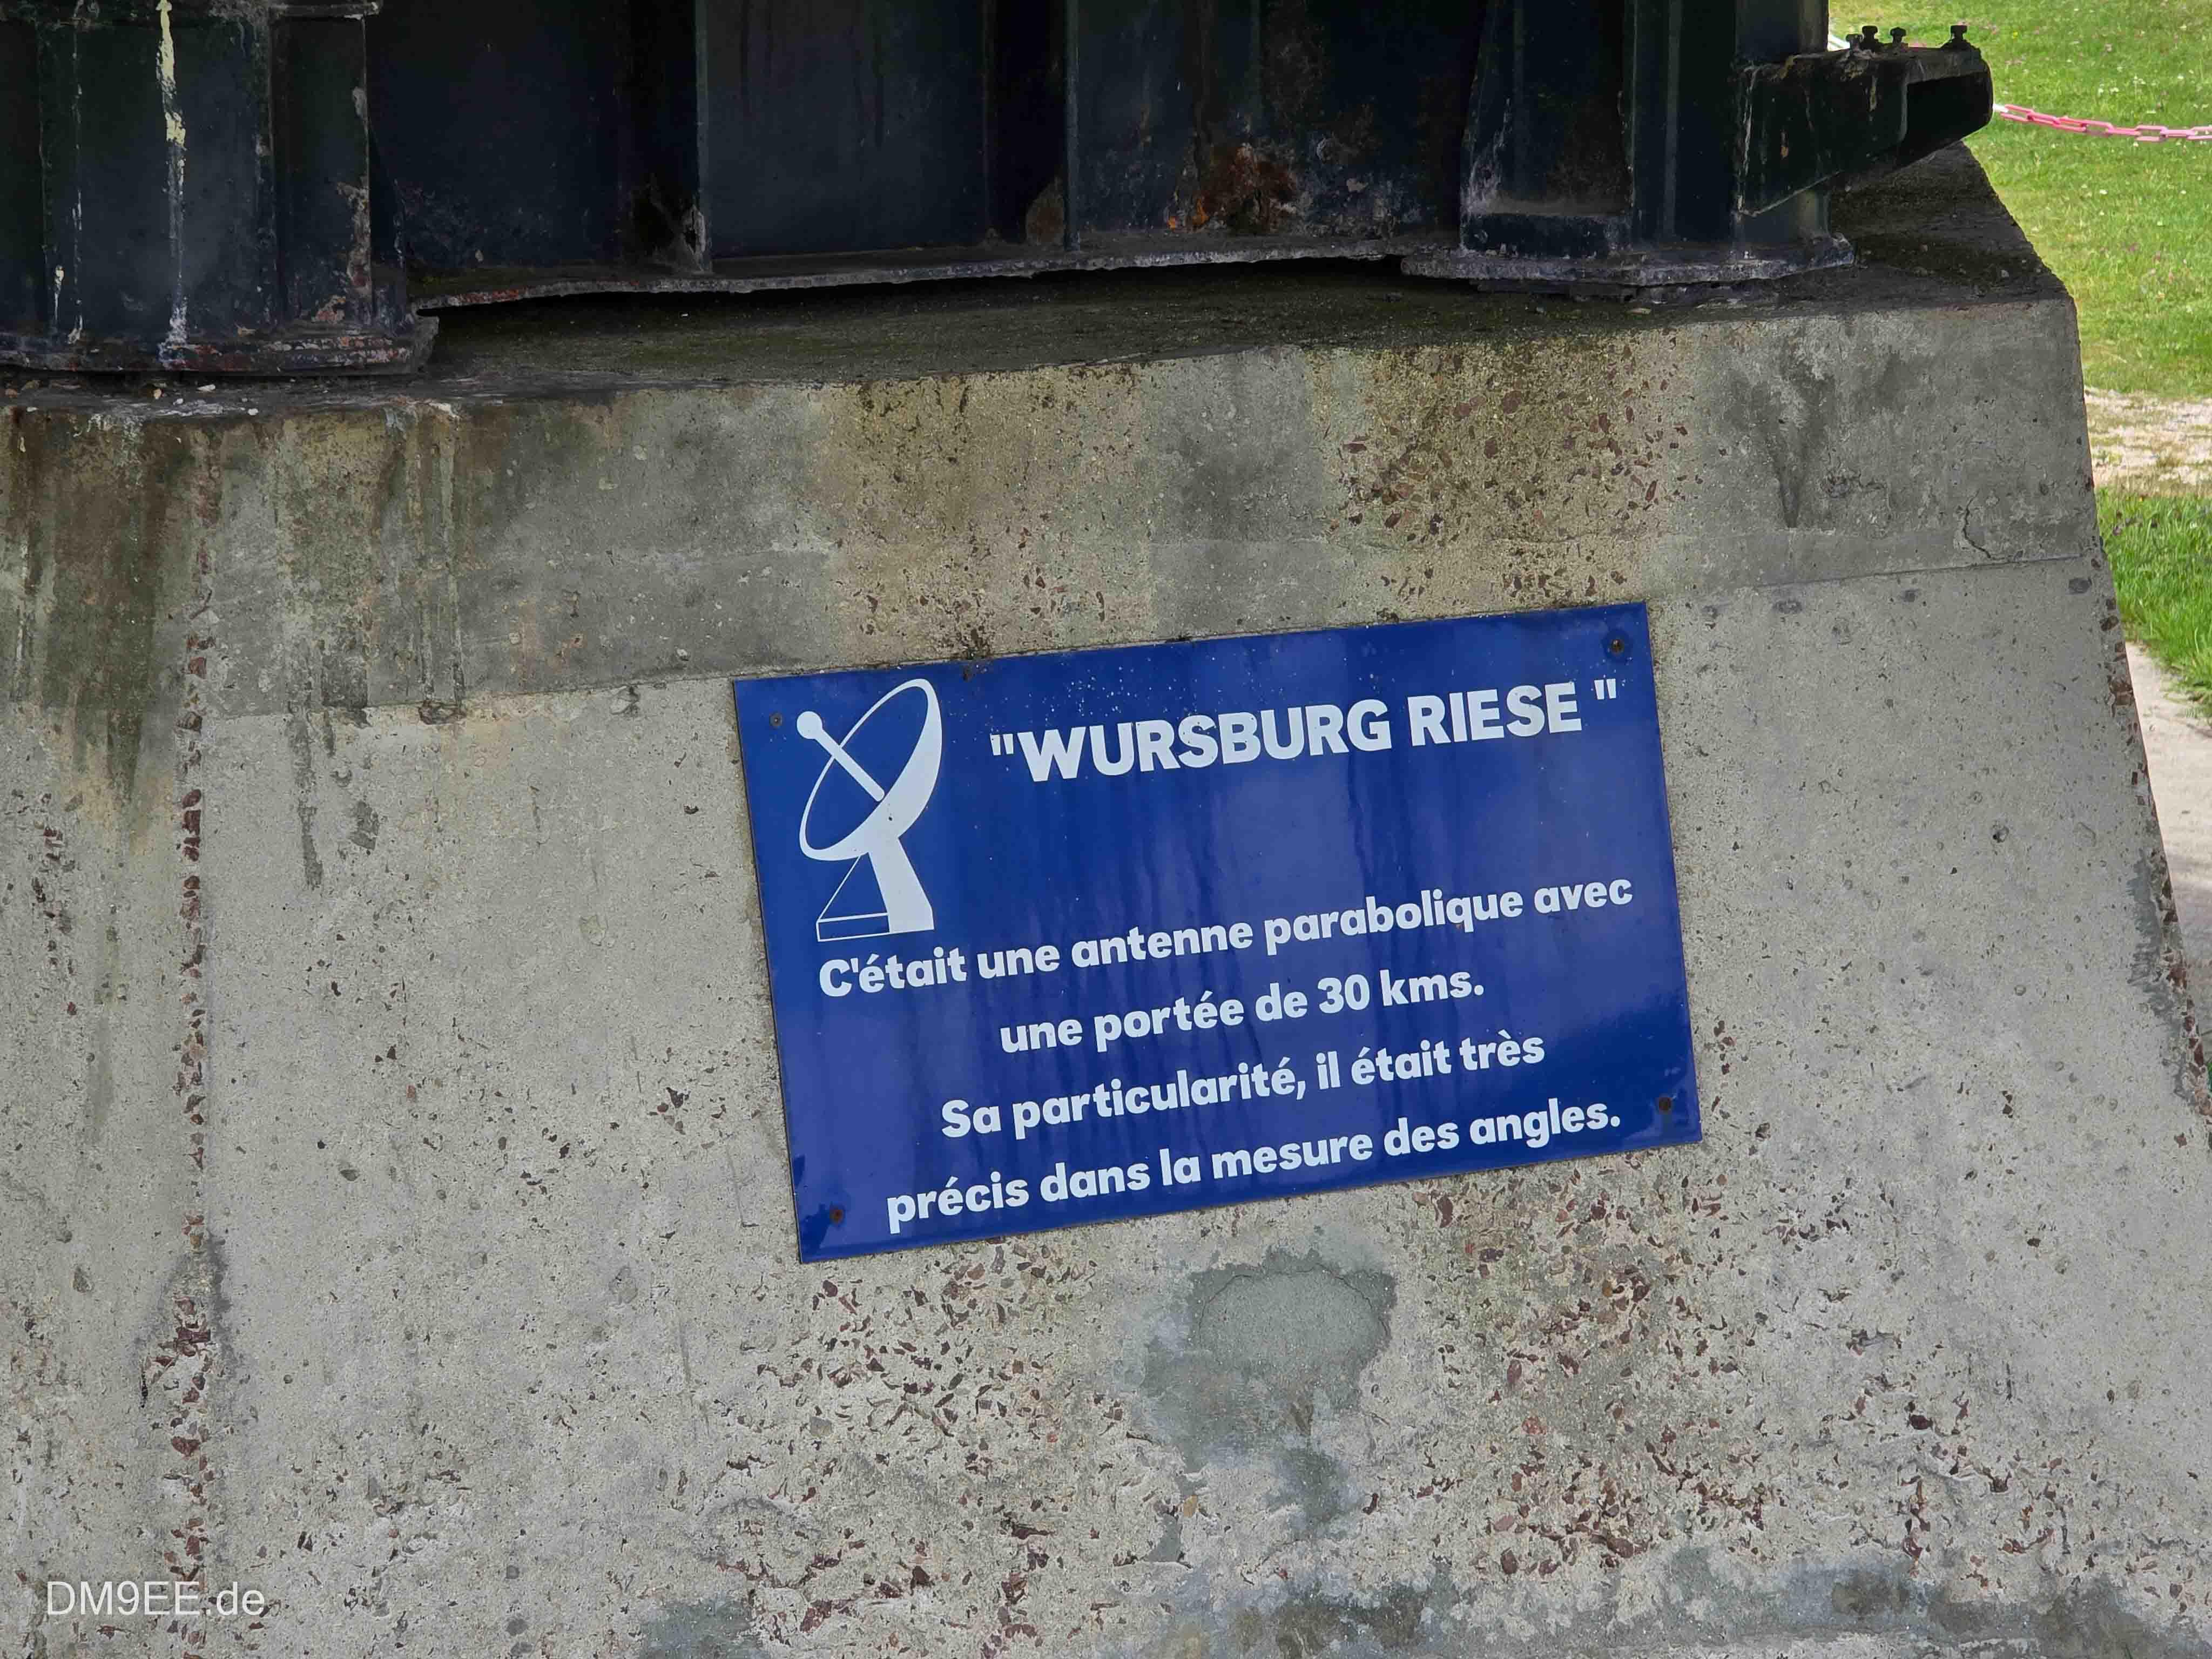 "WURSBURG RIESE "
C'était une antenne parabolique avec
une portée de 30 kms.
Sa particularité, il était très
précis dans la mesure des angles.
DM9EE.de